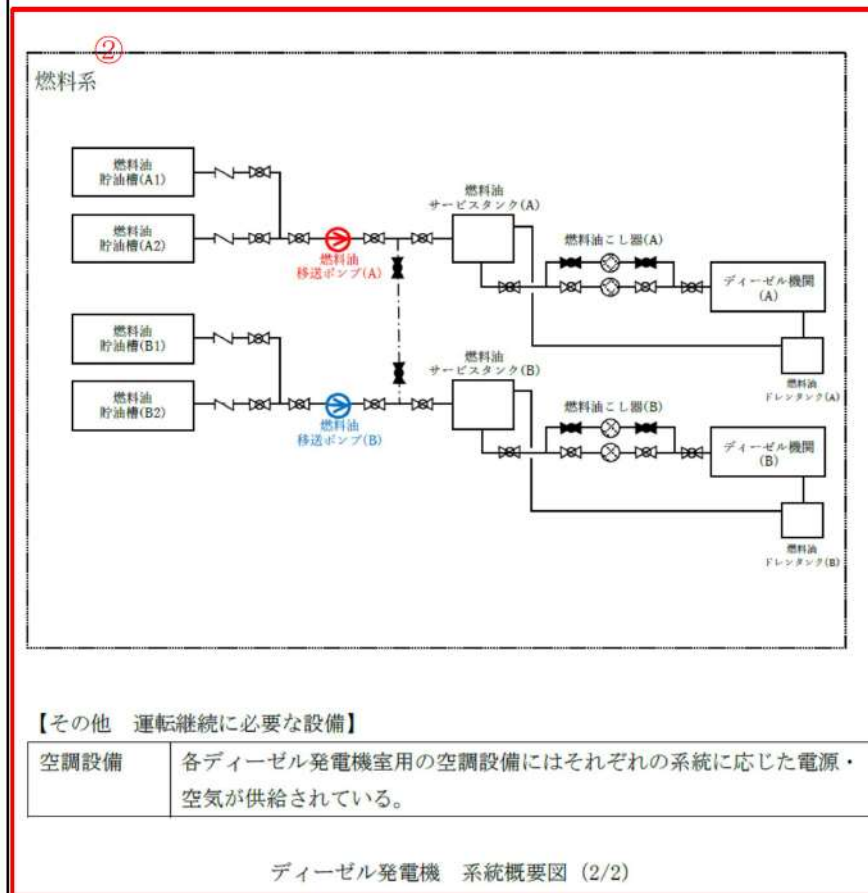 ②
燃料系
燃料油
貯油槽(A1)
燃料油
貯油槽(A2)
燃料油
移送ポンプ(A)
燃料油
サービスタンク(A)
燃料油こし器(A)
ディーゼル機関
(A)
燃料油
ドレンタンク(A)
燃料油
貯油槽(B1)
燃料油
貯油槽(B2)
燃料油
移送ポンプ(B)
燃料油
サービスタンク(B)
燃料油こし器(B)
ディーゼル機関
(B)
燃料油
ドレンタンク(B)
【その他　運転継続に必要な設備】
空調設備
各ディーゼル発電機室用の空調設備にはそれぞれの系統に応じた電源・
空気が供給されている。
ディーゼル発電機　系統概要図 (2/2)